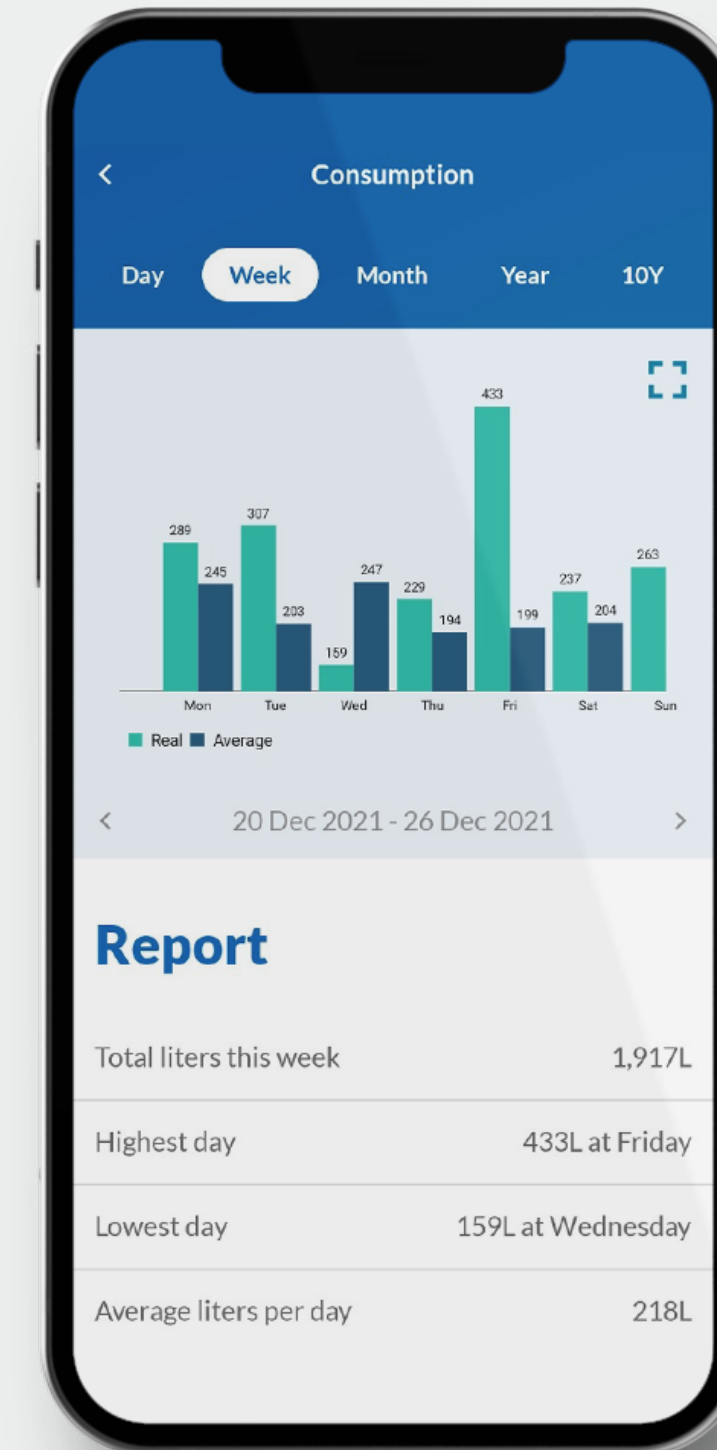 Consumption
Day Week Month Year 10Y
433
307
289
263
245 247
229 237
203 204
194 199
159
Mon Tue Wed Thu Fri Sat Sun
Real Average
20 Dec 2021 - 26 Dec 2021
Report
Total liters this week 1,917L
Highest day 433L at Friday
Lowest day 159L at Wednesday
Average liters per day 218L